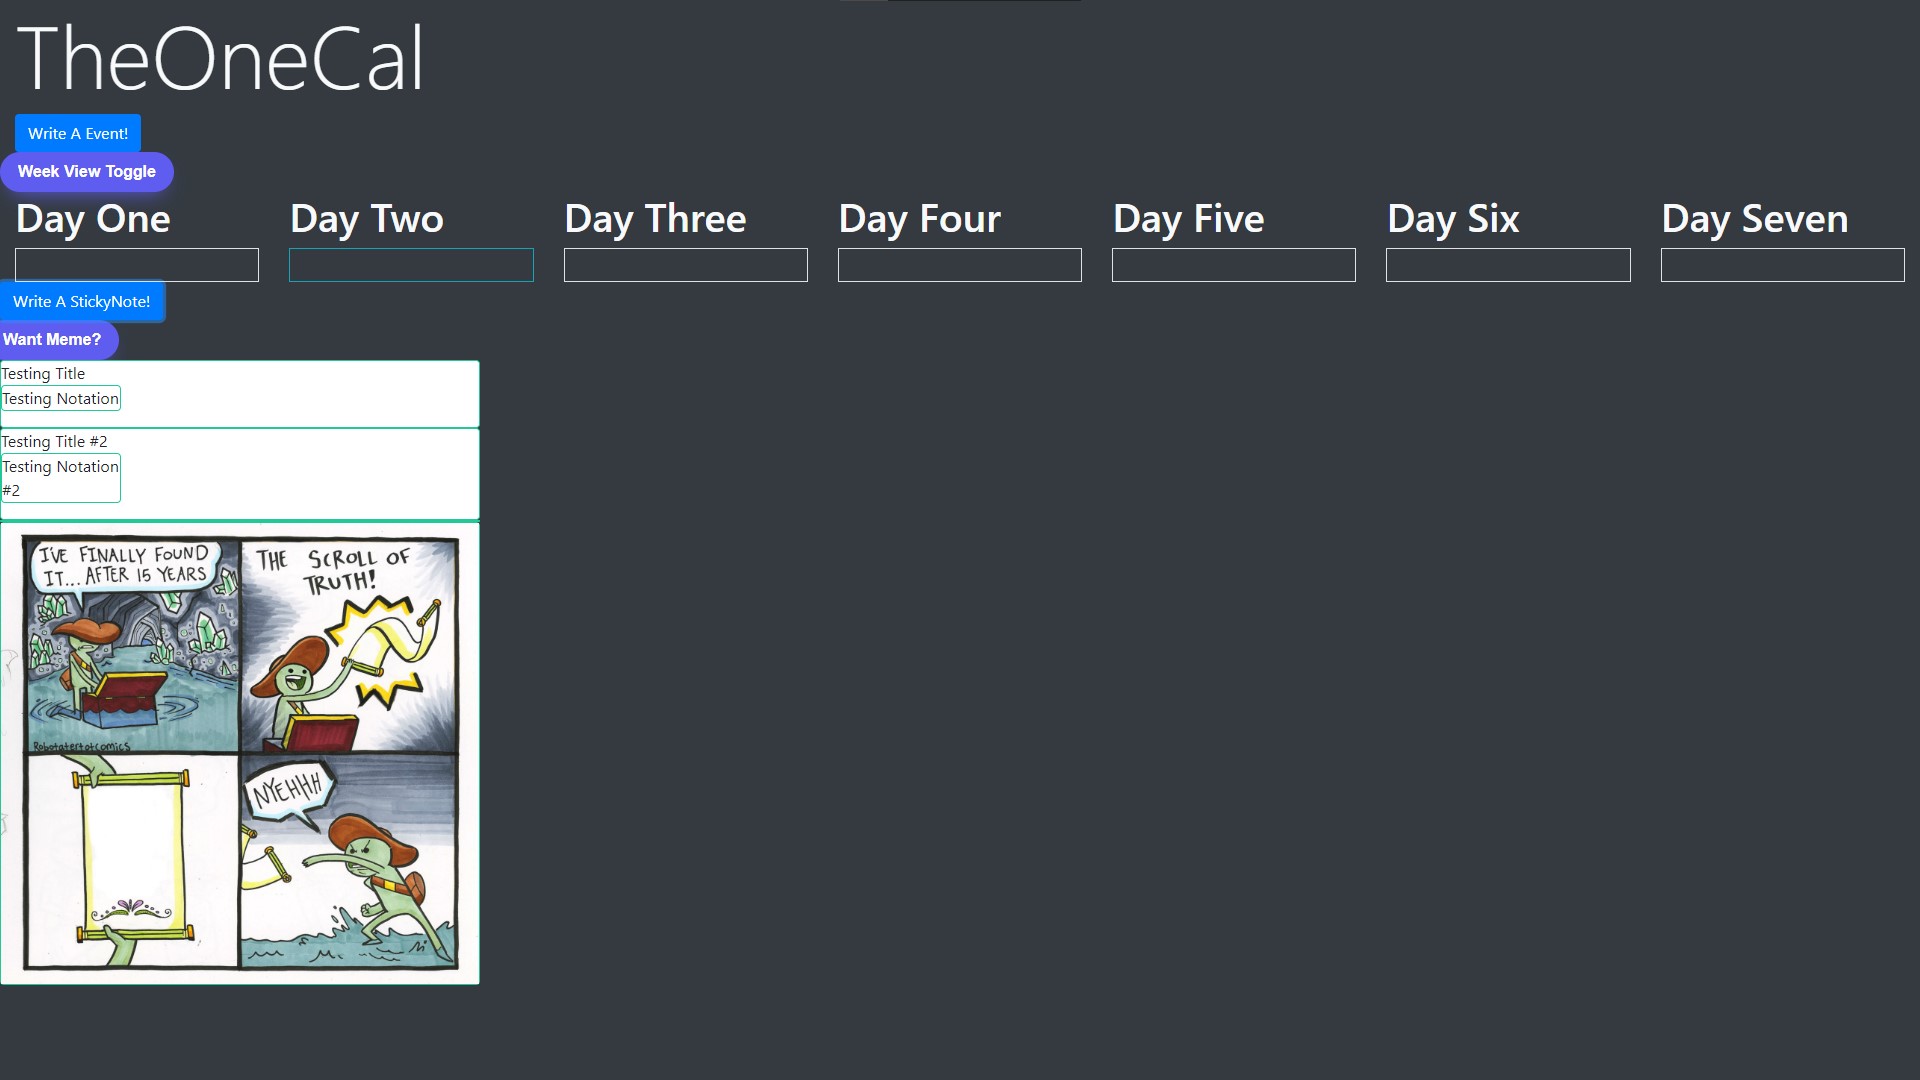 TheOneCal
Write A Event!
Week View Toggle
Day One
Day Two
Day Three
Day Four
Day Five
Day Six
Day Seven
Write A StickyNote!
Want Meme?
Testing Title
Testing Notation
Testing Title #2
Testing Notation
#2
I'VE FINALLY FOUND
IT... AFTER 15 YEARS
THE SCROLL OF
TRUTH!
Robotatertotcomics
NYEHHH